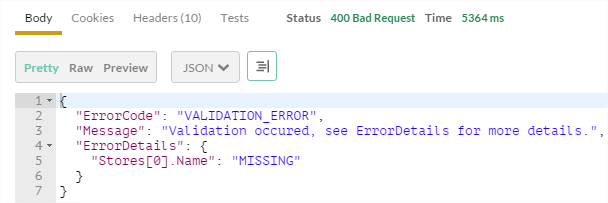 Body Cookies Headers (10) Tests Status 400 Bad Request Time 5364 ms
Pretty Raw Preview JSON
1 {
2 "ErrorCode": "VALIDATION_ERROR",
3 "Message": "Validation occured, see ErrorDetails for more details.",
4 "ErrorDetails": {
5 "Stores[0].Name": "MISSING"
6 }
7 }